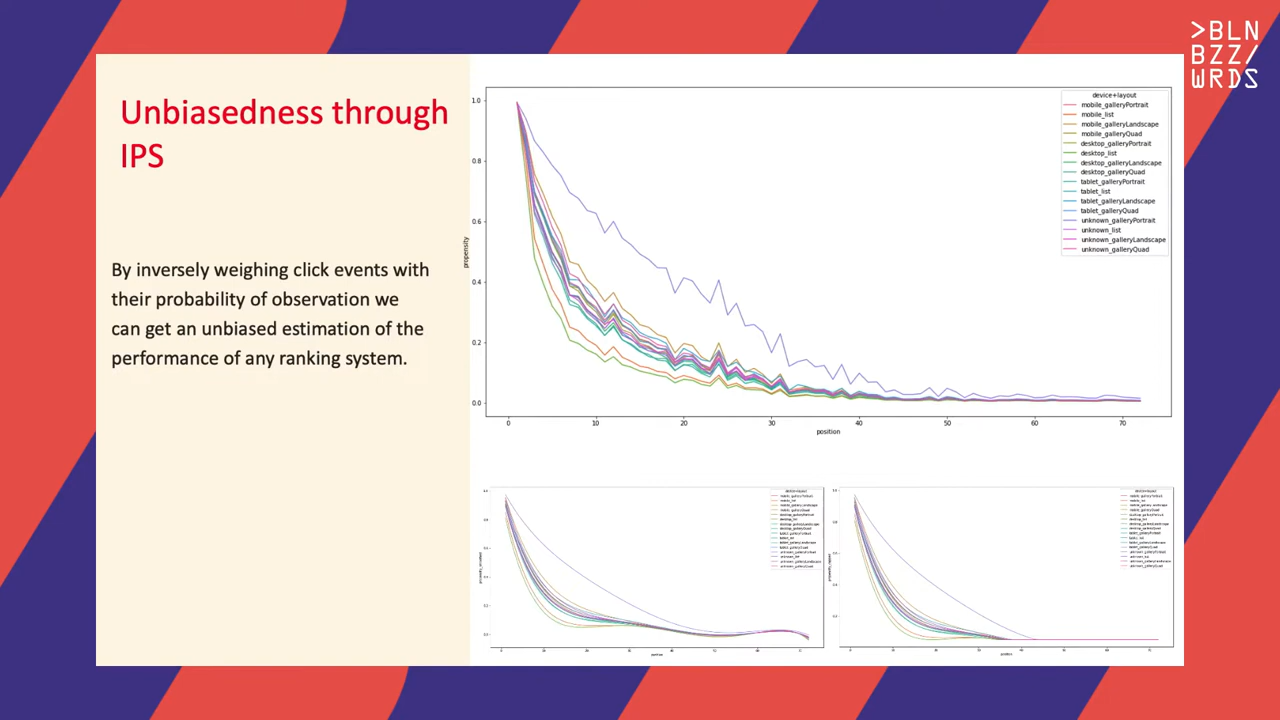 >BLN
BZZ/
WRDS
Unbiasedness through
IPS
By inversely weighing click events with
their probability of observation we
can get an unbiased estimation of the
performance of any ranking system.
1.0
0.8
0.6
0.4
0.2
0.0
propensity
0 10 20 30 40 50 60 70
position
device+layout
mobile_galleryPortrait
mobile_list
mobile_galleryLandscape
mobile_galleryQuad
desktop_galleryPortrait
desktop_list
desktop_galleryLandscape
desktop_galleryQuad
tablet_galleryPortrait
tablet_list
tablet_galleryLandscape
tablet_galleryQuad
unknown_galleryPortrait
unknown_list
unknown_galleryLandscape
unknown_galleryQuad